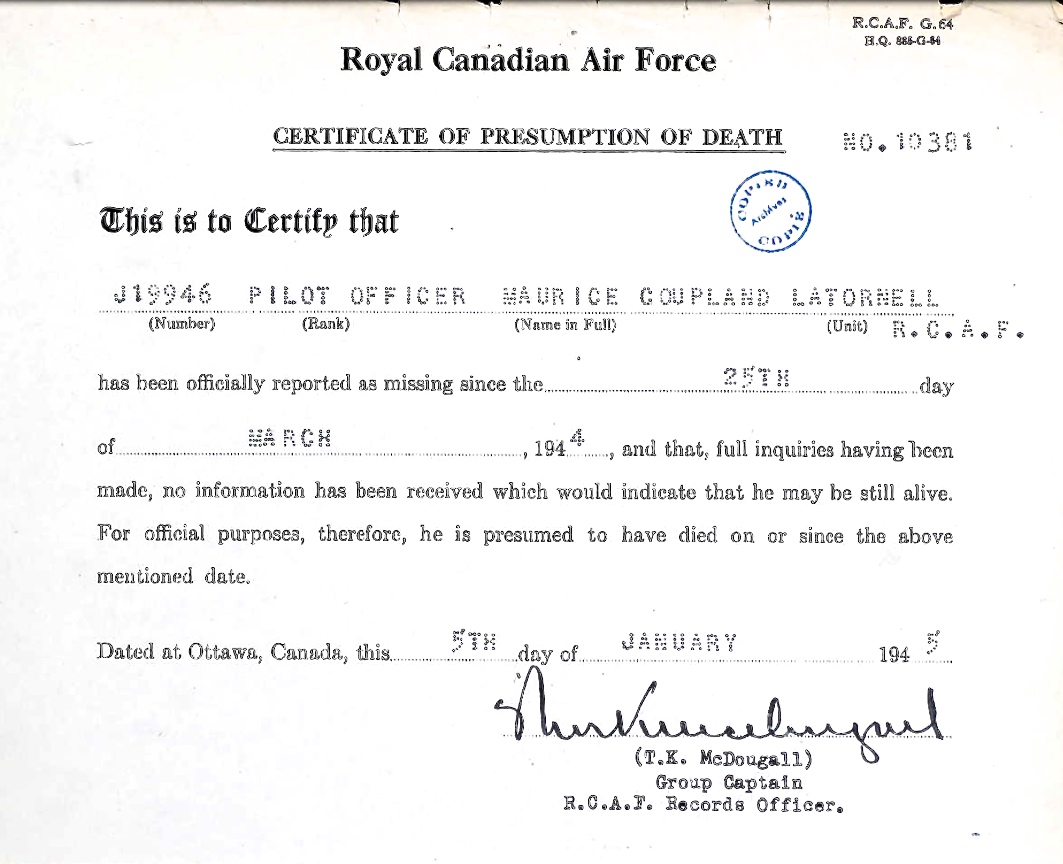 R.C.A.F. G.64
H.Q. 885-G-84
Royal Canadian Air Force
CERTIFICATE OF PRESUMPTION OF DEATH
NO.10381
COPIED
Archives
COPIÉ
This is to Certify that
J19946 PILOT OFFICER MAURICE COUPLAND LATORNELL
(Number) (Rank) (Name in Full) (Unit) R.C.A.F.
has been officially reported as missing since the 25TH day
of MARCH, 1944, and that, full inquiries having been
made, no information has been received which would indicate that he may be still alive.
For official purposes, therefore, he is presumed to have died on or since the above
mentioned date.
Dated at Ottawa, Canada, this 5TH day of JANUARY 1945
(T.K. McDougall)
Group Captain
R.C.A.F. Records Officer.